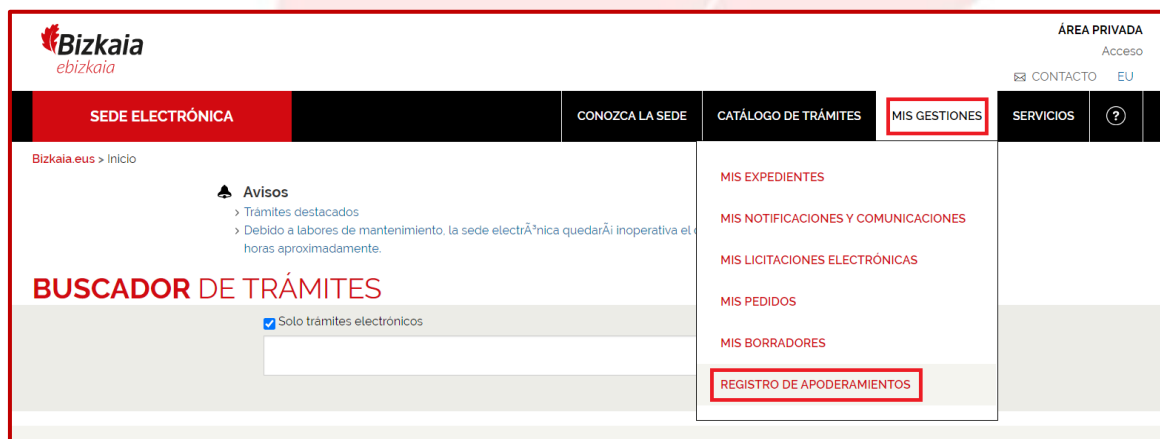 Bizkaia
ebizkaia
ÁREA PRIVADA
Acceso
CONTACTO EU
SEDE ELECTRÓNICA
CONOZCA LA SEDE
CATÁLOGO DE TRÁMITES
MIS GESTIONES
SERVICIOS
?
Bizkaia.eus > Inicio
Avisos
> Trámites destacados
> Debido a labores de mantenimiento, la sede electrÃ³nica quedarÃ¡ inoperativa el
horas aproximadamente.
MIS EXPEDIENTES
MIS NOTIFICACIONES Y COMUNICACIONES
MIS LICITACIONES ELECTRÓNICAS
MIS PEDIDOS
MIS BORRADORES
REGISTRO DE APODERAMIENTOS
BUSCADOR DE TRÁMITES
Solo trámites electrónicos